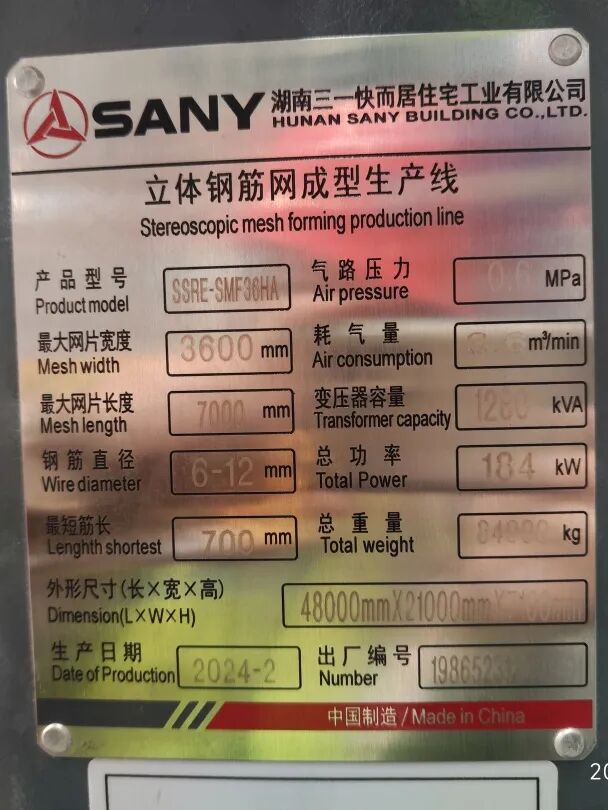 SANY 湖南三一快而居住宅工业有限公司
HUNAN SANY BUILDING CO.,LTD.
立体钢筋网成型生产线
Stereoscopic mesh forming production line
产品型号 SSRE-SMF36HA 气路压力 0.6 MPa
Product model Air pressure
最大网片宽度 3600 mm 耗气量 m³/min
Mesh width Air consumption
最大网片长度 7000 mm 变压器容量 kVA
Mesh length Transformer capacity
钢筋直径 6-12 mm 总功率 184 kW
Wire diameter Total Power
最短筋长 700 mm 总重量 kg
Lenghth shortest Total weight
外形尺寸(长×宽×高) 48000mmX21000mmX
Dimension(L×W×H)
生产日期 2024-2 出厂编号
Date of Production Number
中国制造/Made in China
20